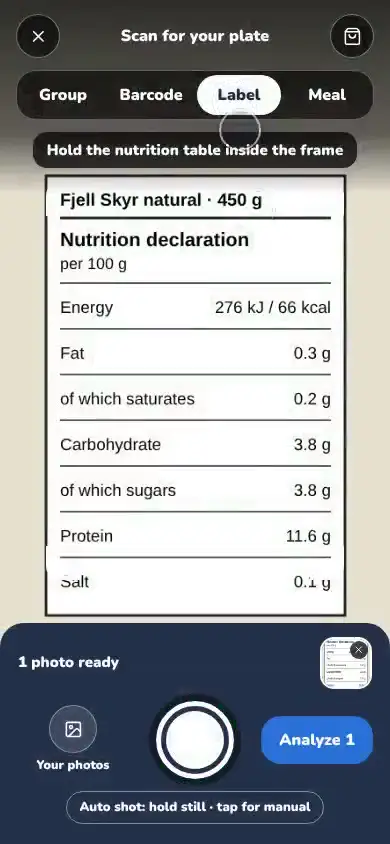 Scan for your plate
Group
Barcode
Label
Meal
Hold the nutrition table inside the frame
Fjell Skyr natural · 450 g
Nutrition declaration
per 100 g
Energy 276 kJ / 66 kcal
Fat 0.3 g
of which saturates 0.2 g
Carbohydrate 3.8 g
of which sugars 3.8 g
Protein 11.6 g
Salt 0.1 g
1 photo ready
Your photos
Analyze 1
Auto shot: hold still · tap for manual